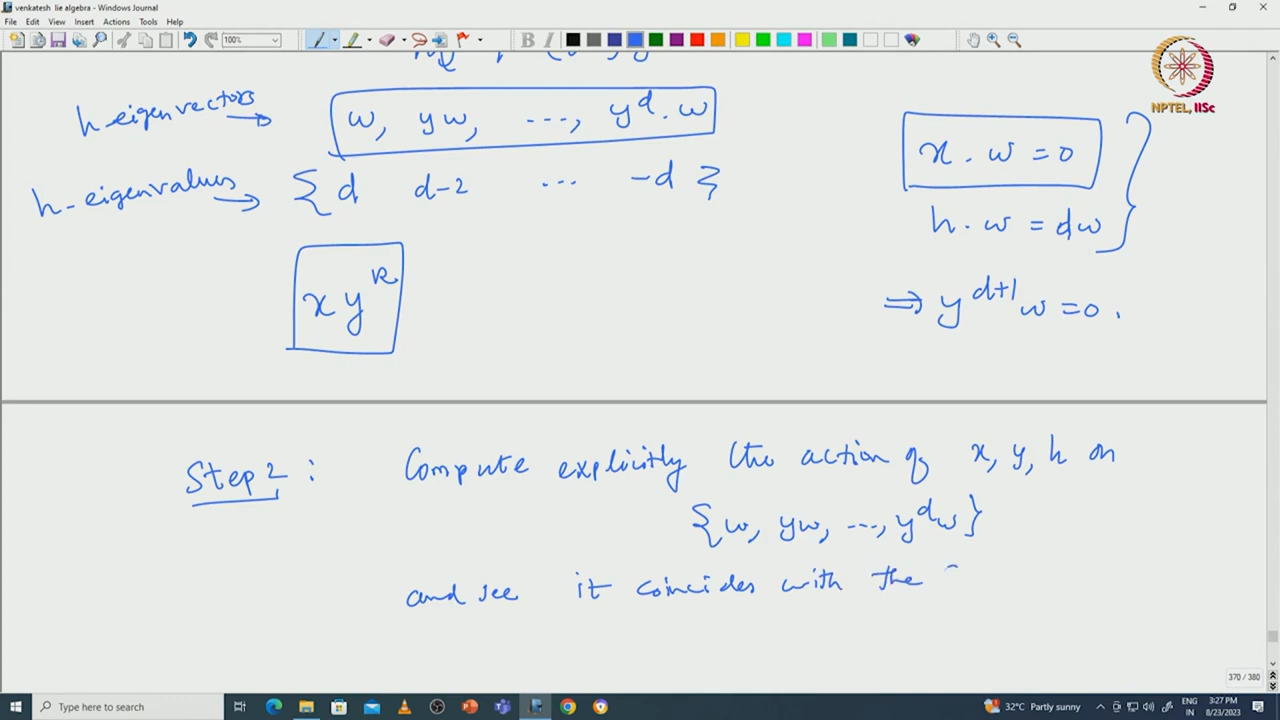 venkatesh lie algebra - Windows Journal
File Edit View Insert Actions Tools Help
100%
B I
NPTEL, IISc
h-eigenvectors → w, yw, ..., y^d . w
h-eigenvalues → { d d-2 ... -d }
x . w = 0
h . w = dw
⇒ y^{d+1} w = 0 .
x y^k
Step 2 : Compute explicitly the action of x, y, h on
{ w, yw, ..., y^d w }
and see it coincides with the
370 / 380
Type here to search
32°C Partly sunny
ENG
IN
3:27 PM
8/23/2023